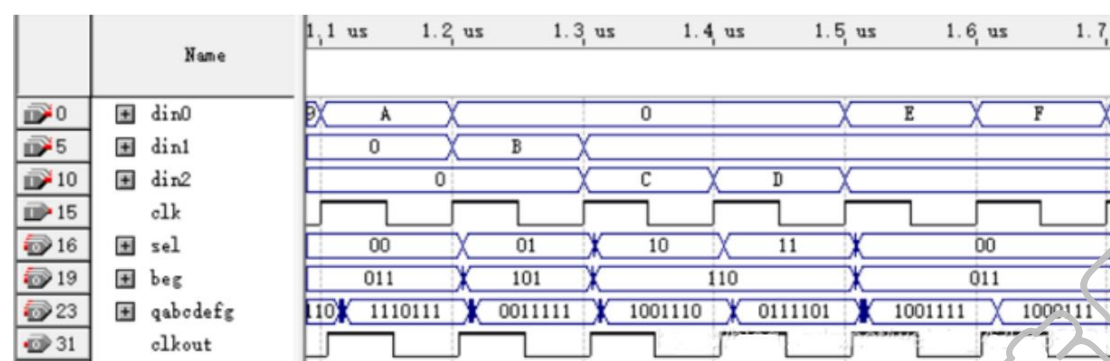 1.1 us 1.2 us 1.3 us 1.4 us 1.5 us 1.6 us 1.7
Name
0 din0 9 A 0 E F
5 din1 0 B
10 din2 0 C D
15 clk
16 sel 00 01 10 11 00
19 beg 011 101 110 011
23 qabcdefg 110 1110111 0011111 1001110 0111101 1001111 1000111
31 clkout